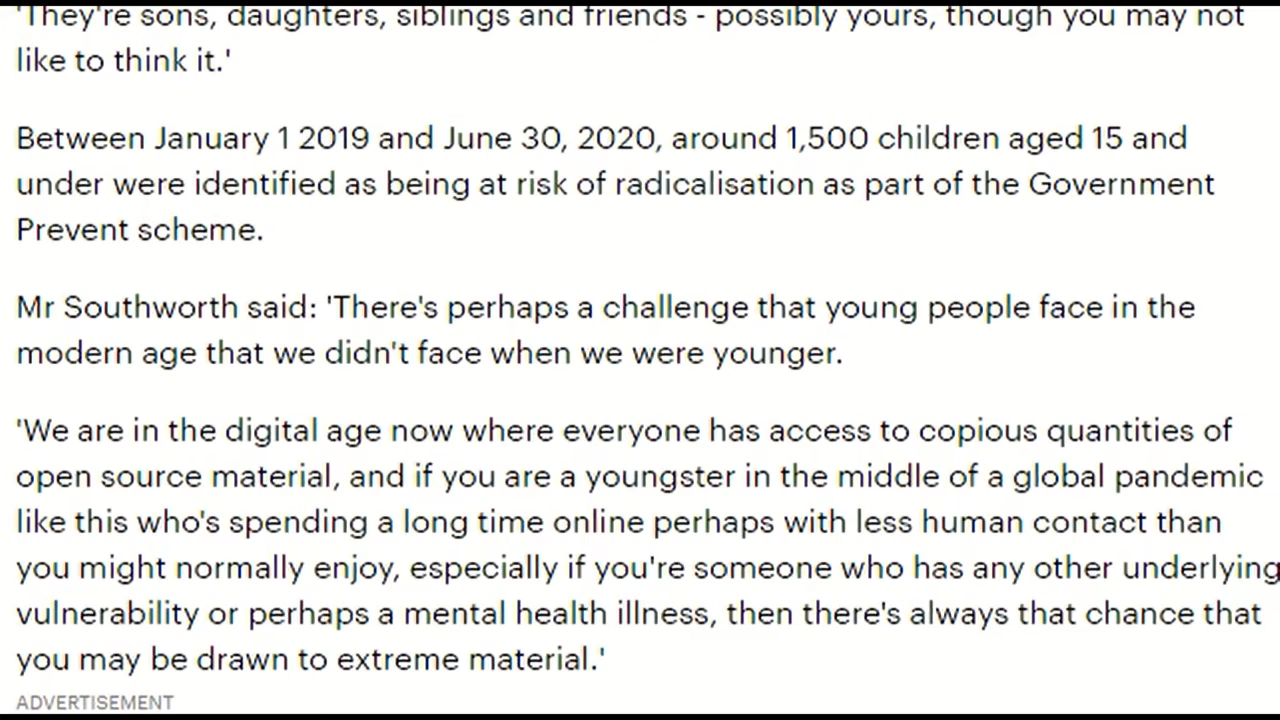 'They're sons, daughters, siblings and friends - possibly yours, though you may not
like to think it.'
Between January 1 2019 and June 30, 2020, around 1,500 children aged 15 and
under were identified as being at risk of radicalisation as part of the Government
Prevent scheme.
Mr Southworth said: 'There's perhaps a challenge that young people face in the
modern age that we didn't face when we were younger.
'We are in the digital age now where everyone has access to copious quantities of
open source material, and if you are a youngster in the middle of a global pandemic
like this who's spending a long time online perhaps with less human contact than
you might normally enjoy, especially if you're someone who has any other underlying
vulnerability or perhaps a mental health illness, then there's always that chance that
you may be drawn to extreme material.'
ADVERTISEMENT